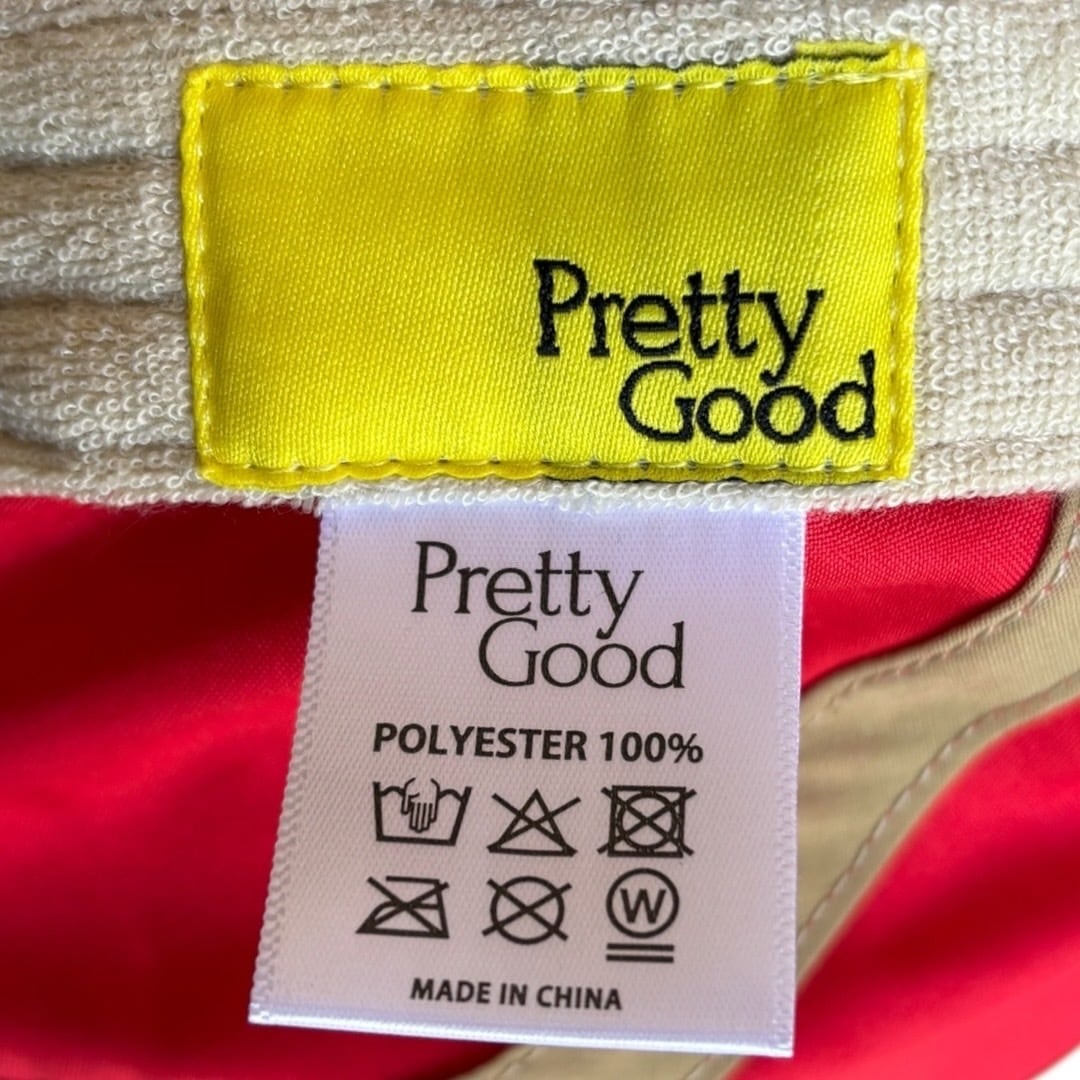 Pretty
Good
Pretty
Good
POLYESTER 100%
W
MADE IN CHINA